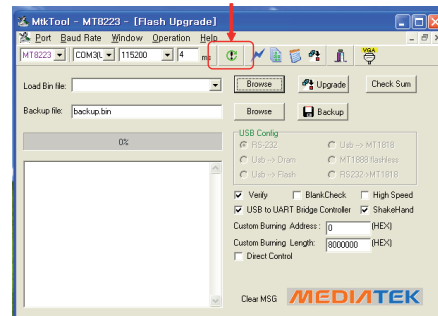 MtkTool - MT8223 - [Flash Upgrade]
Port Baud Rate Window Operation Help
MT8223 COM3(L 115200 4 ms VGA
Load Bin file: Browse Upgrade Check Sum
Backup file: backup.bin Browse Backup
0%
USB Config
RS-232 Usb --> MT1818
Usb --> Dram MT1888 flashless
Usb --> Flash RS232->MT1818
Verify BlankCheck High Speed
USB to UART Bridge Controller ShakeHand
Custom Burning Address : 0 (HEX)
Custom Burning Length: 8000000 (HEX)
Direct Control
Clear MSG MEDIATEK